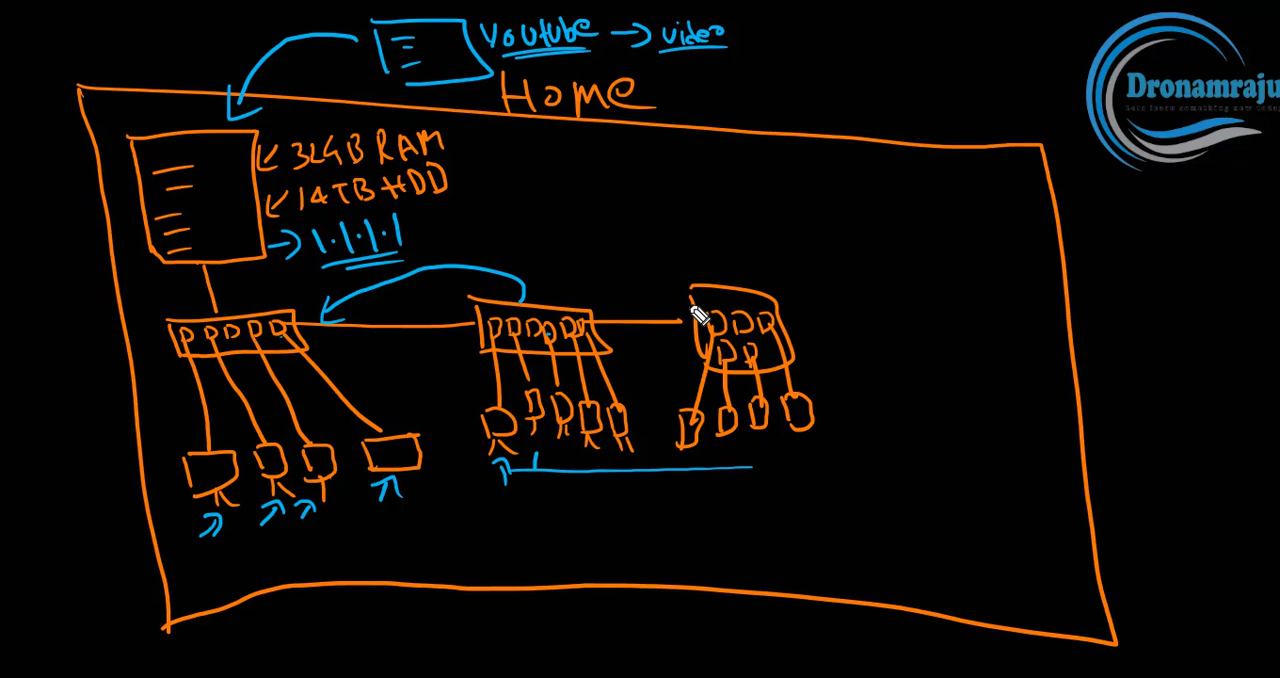 Youtube → video
Home
32GB RAM
14TB HDD
→ 1.1.1.1
Dronamraju
D D D D D
D D D D D D
D D D
D D